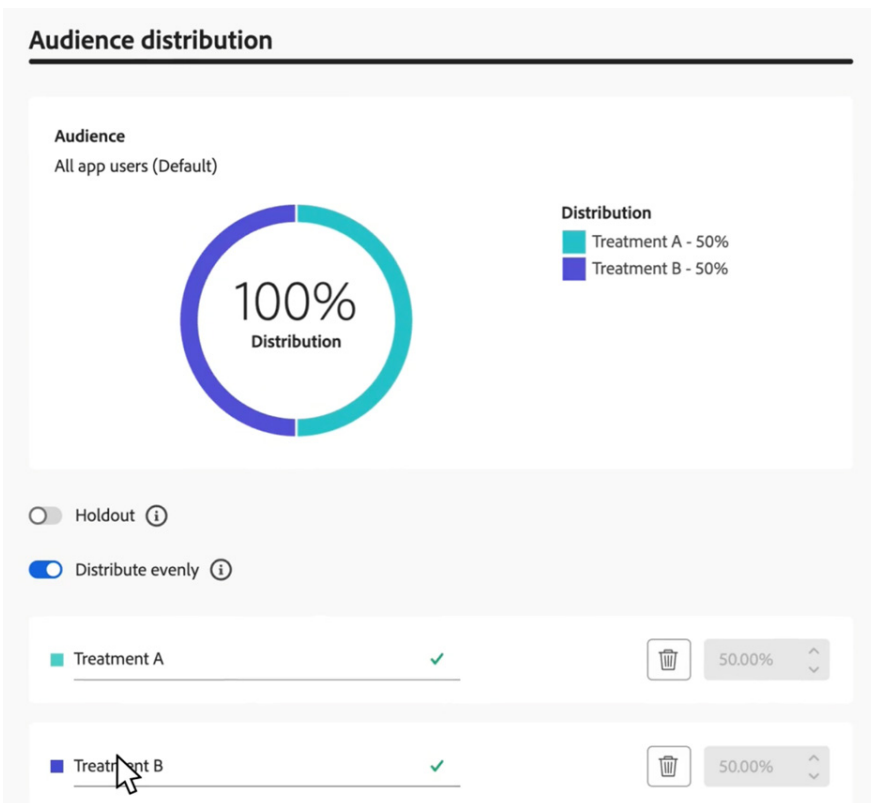 Audience distribution
Audience
All app users (Default)
Distribution
Treatment A - 50%
Treatment B - 50%
100%
Distribution
Holdout
Distribute evenly
Treatment A
50.00%
Treatment B
50.00%